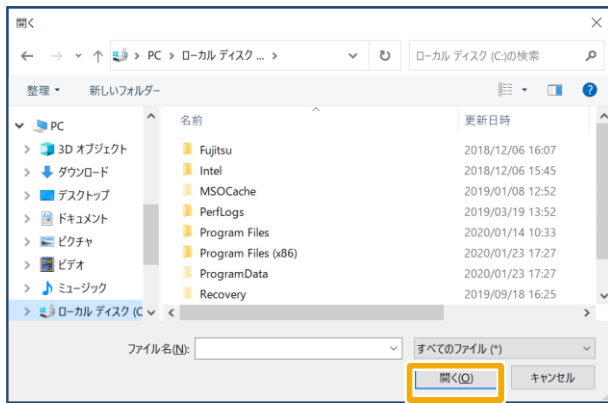 開く
PC > ローカル ディスク ... >
ローカル ディスク (C:)の検索
整理
新しいフォルダー
名前
更新日時
PC
3D オブジェクト
ダウンロード
デスクトップ
ドキュメント
ピクチャ
ビデオ
ミュージック
ローカル ディスク (C
Fujitsu 2018/12/06 16:07
Intel 2018/12/06 15:45
MSOCache 2019/01/08 12:52
PerfLogs 2019/03/19 13:52
Program Files 2020/01/14 10:33
Program Files (x86) 2020/01/23 17:27
ProgramData 2020/01/23 17:27
Recovery 2019/09/18 16:25
ファイル名(N):
すべてのファイル (*)
開く(O)
キャンセル